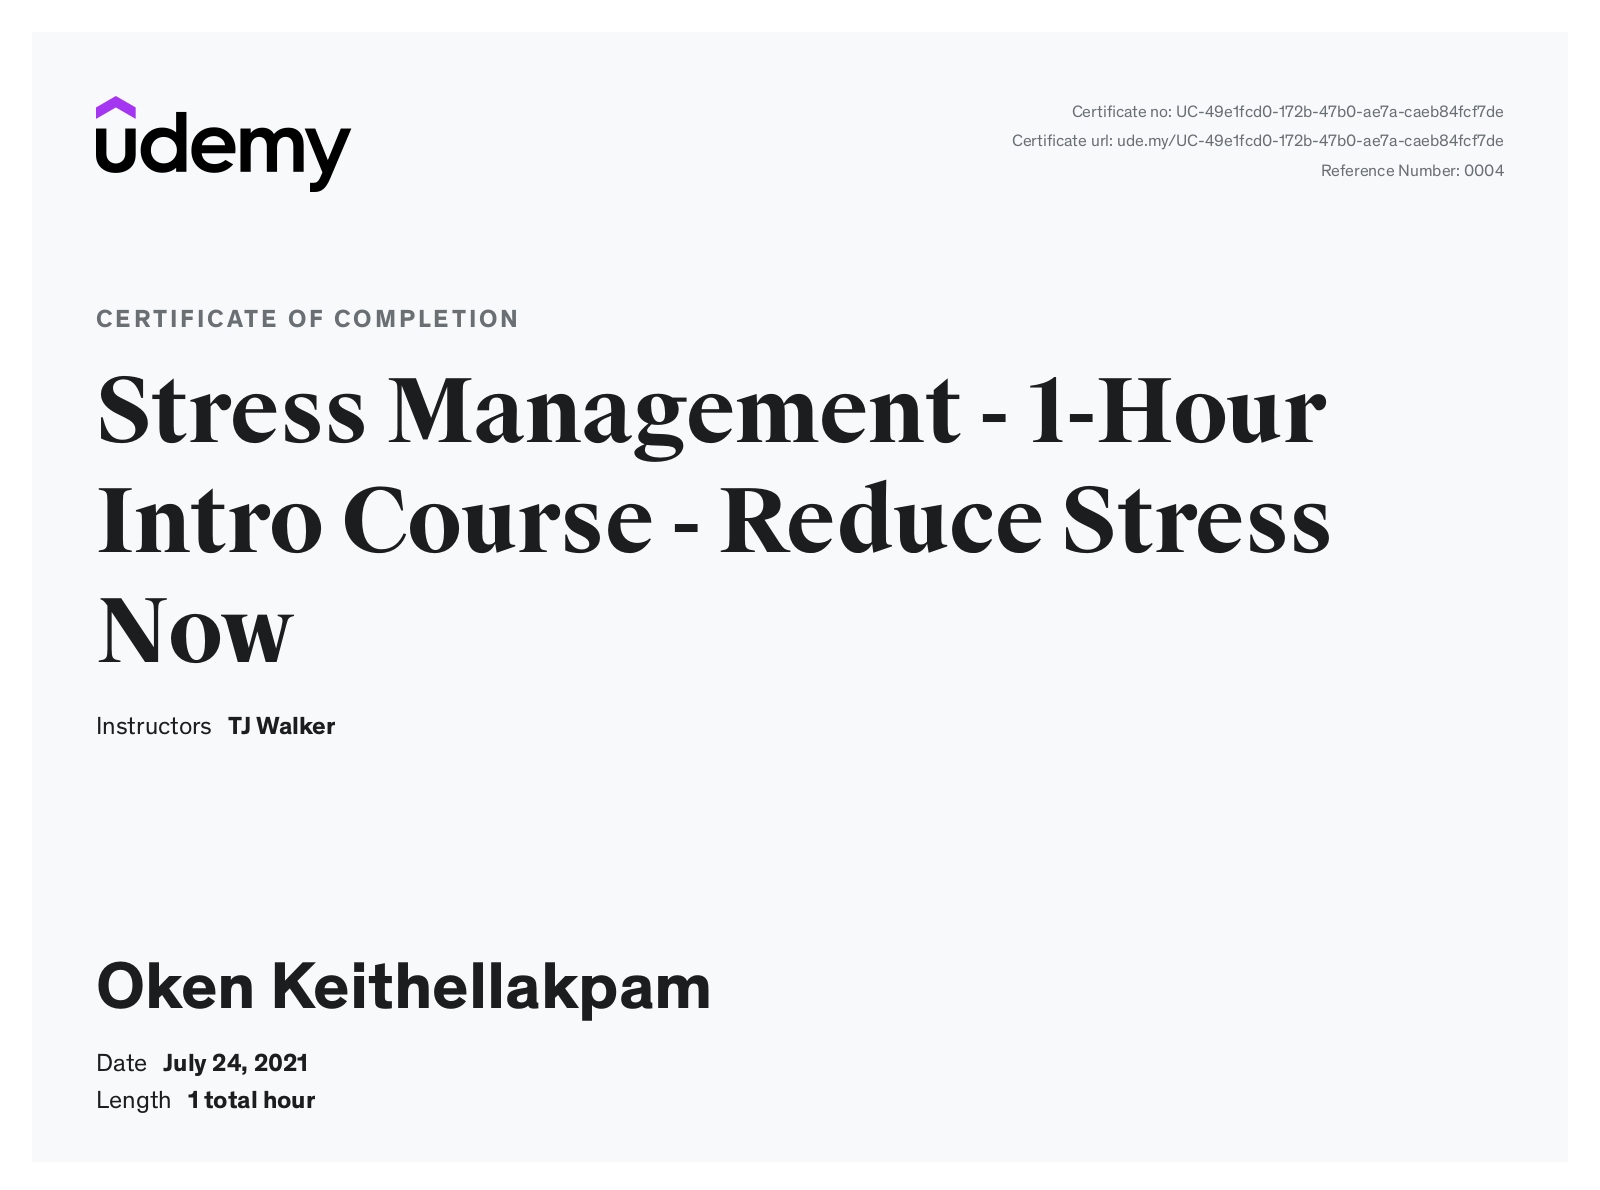 udemy
Certificate no: UC-49e1fcd0-172b-47b0-ae7a-caeb84fcf7de
Certificate url: ude.my/UC-49e1fcd0-172b-47b0-ae7a-caeb84fcf7de
Reference Number: 0004
CERTIFICATE OF COMPLETION
Stress Management - 1-Hour
Intro Course - Reduce Stress
Now
Instructors TJ Walker
Oken Keithellakpam
Date July 24, 2021
Length 1 total hour